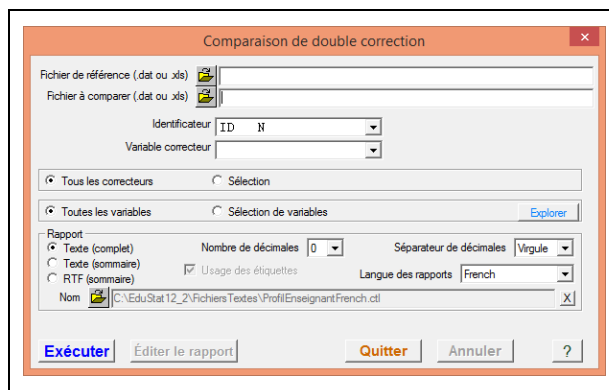 Comparaison de double correction
Fichier de référence (.dat ou .xls)
Fichier à comparer (.dat ou .xls)
Identificateur ID N
Variable correcteur
Tous les correcteurs Sélection
Toutes les variables Sélection de variables Explorer
Rapport
Texte (complet) Nombre de décimales 0 Séparateur de décimales Virgule
Texte (sommaire) Usage des étiquettes Langue des rapports French
RTF (sommaire)
Nom C:\EduStat12_2\FichiersTextes\ProfilEnseignantFrench.ctl X
Exécuter Éditer le rapport Quitter Annuler ?